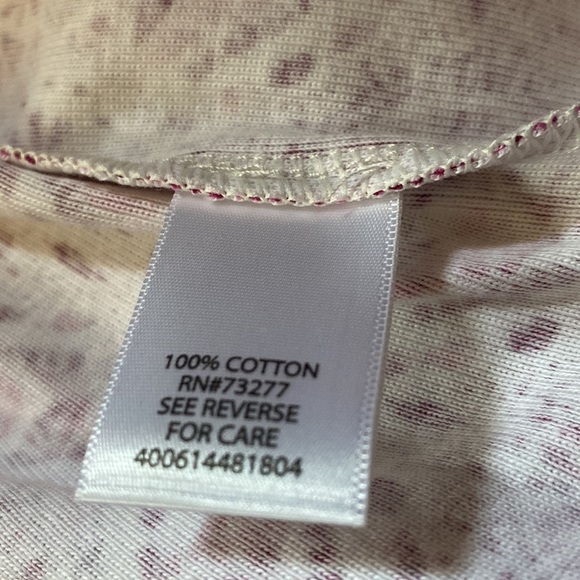 100% COTTON
RN#73277
SEE REVERSE
FOR CARE
400614481804